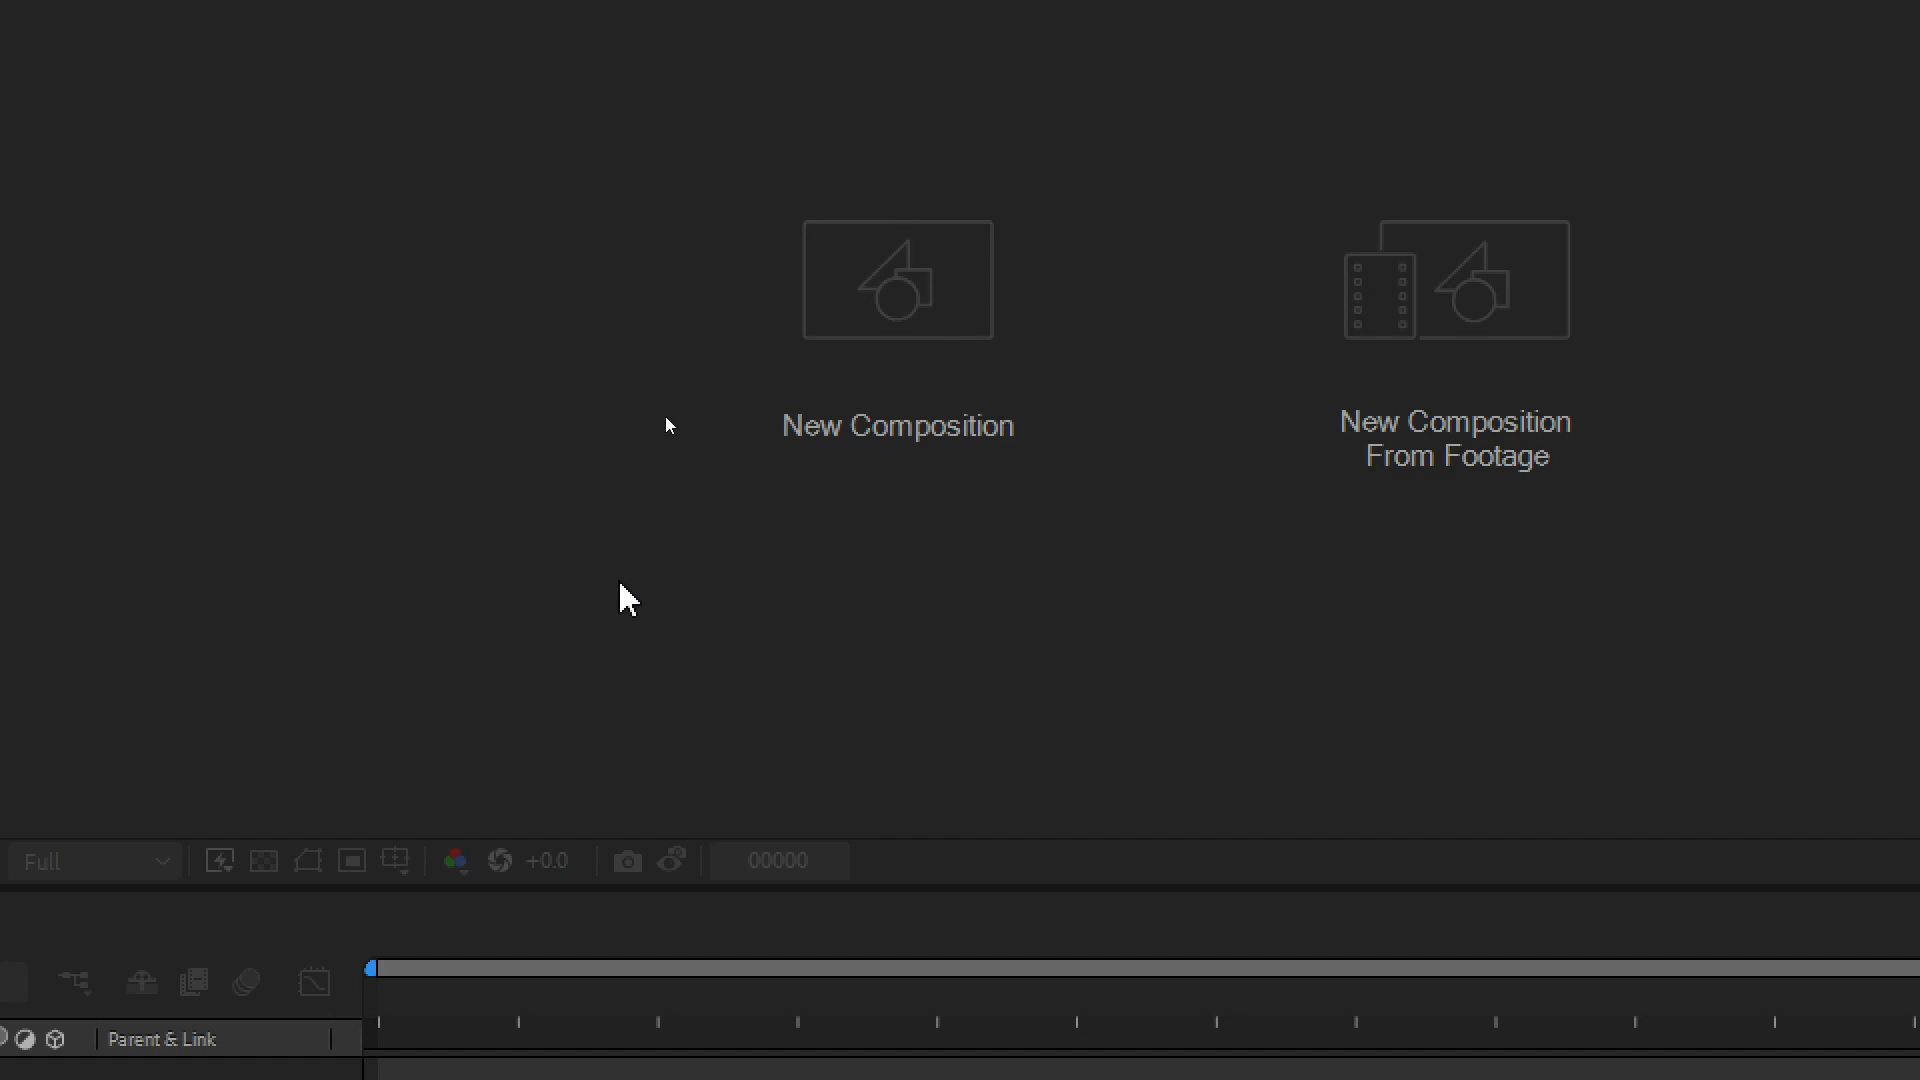 New Composition
New Composition
From Footage
Full
+0.0
00000
Parent & Link